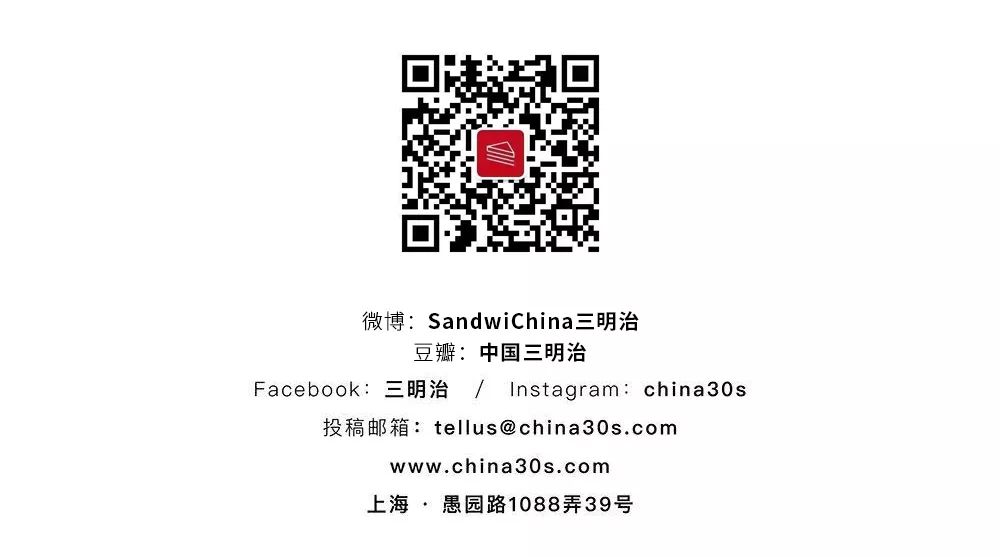 微博：SandwiChina三明治
豆瓣：中国三明治
Facebook：三明治 / Instagram：china30s
投稿邮箱：tellus@china30s.com
www.china30s.com
上海 · 愚园路1088弄39号